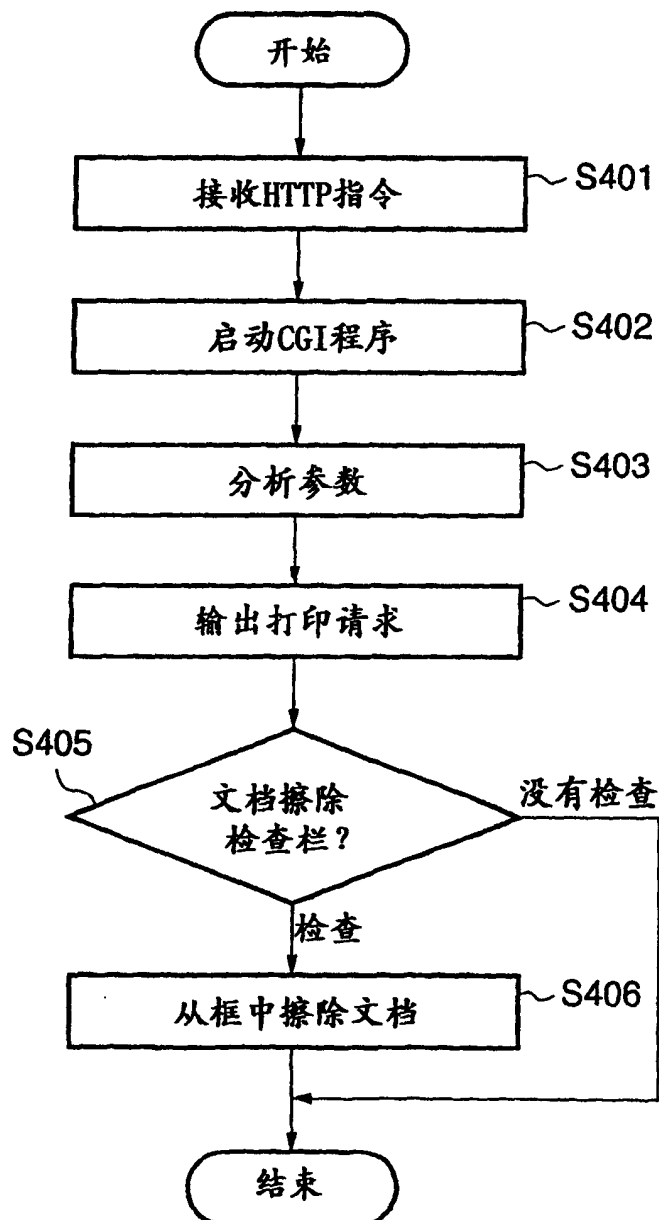 开始
接收HTTP指令
S401
启动CGI程序
S402
分析参数
S403
输出打印请求
S404
S405
文档擦除
检查栏？
没有检查
检查
从框中擦除文档
S406
结束